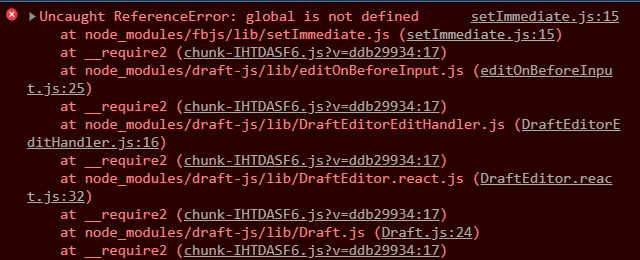 Uncaught ReferenceError: global is not defined setImmediate.js:15
at node_modules/fbjs/lib/setImmediate.js (setImmediate.js:15)
at __require2 (chunk-IHTDASF6.js?v=ddb29934:17)
at node_modules/draft-js/lib/editOnBeforeInput.js (editOnBeforeInpu
t.js:25)
at __require2 (chunk-IHTDASF6.js?v=ddb29934:17)
at node_modules/draft-js/lib/DraftEditorEditHandler.js (DraftEditorE
ditHandler.js:16)
at __require2 (chunk-IHTDASF6.js?v=ddb29934:17)
at node_modules/draft-js/lib/DraftEditor.react.js (DraftEditor.reac
t.js:32)
at __require2 (chunk-IHTDASF6.js?v=ddb29934:17)
at node_modules/draft-js/lib/Draft.js (Draft.js:24)
at __require2 (chunk-IHTDASF6.js?v=ddb29934:17)